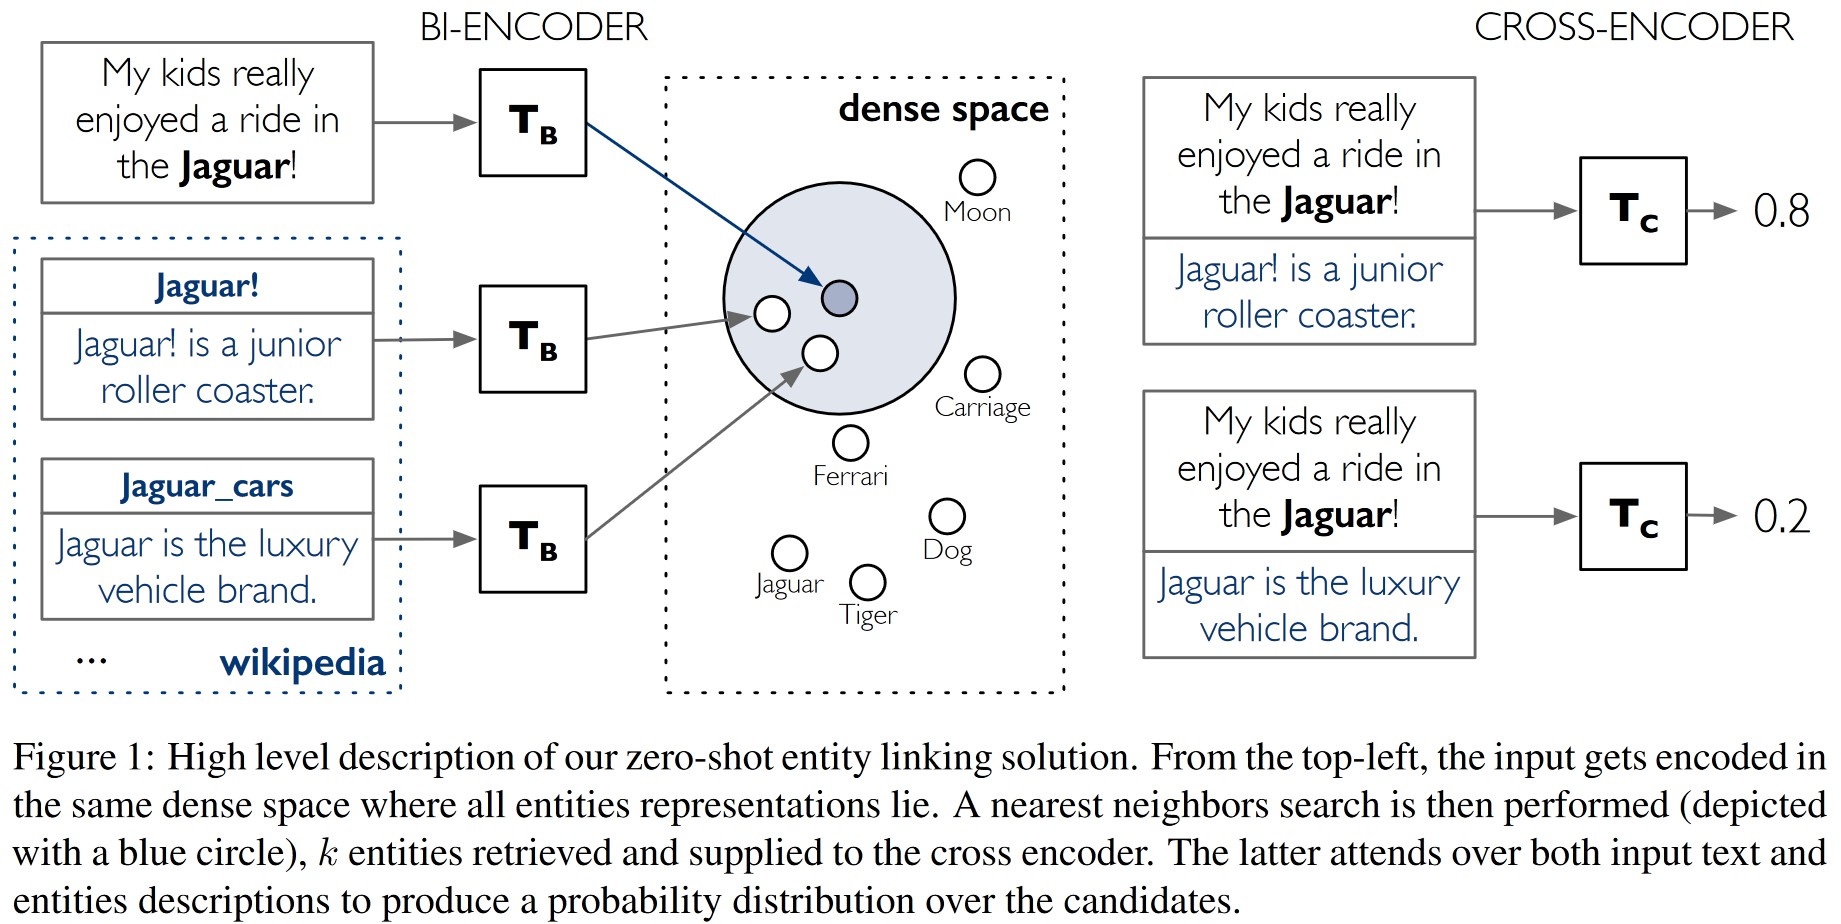 BI-ENCODER
CROSS-ENCODER
My kids really
enjoyed a ride in
the Jaguar!
T_B
Jaguar!
Jaguar! is a junior
roller coaster.
T_B
Jaguar_cars
Jaguar is the luxury
vehicle brand.
T_B
...
wikipedia
dense space
Moon
Carriage
Ferrari
Dog
Jaguar
Tiger
My kids really
enjoyed a ride in
the Jaguar!
Jaguar! is a junior
roller coaster.
T_C
0.8
My kids really
enjoyed a ride in
the Jaguar!
Jaguar is the luxury
vehicle brand.
T_C
0.2
Figure 1: High level description of our zero-shot entity linking solution. From the top-left, the input gets encoded in
the same dense space where all entities representations lie. A nearest neighbors search is then performed (depicted
with a blue circle), k entities retrieved and supplied to the cross encoder. The latter attends over both input text and
entities descriptions to produce a probability distribution over the candidates.